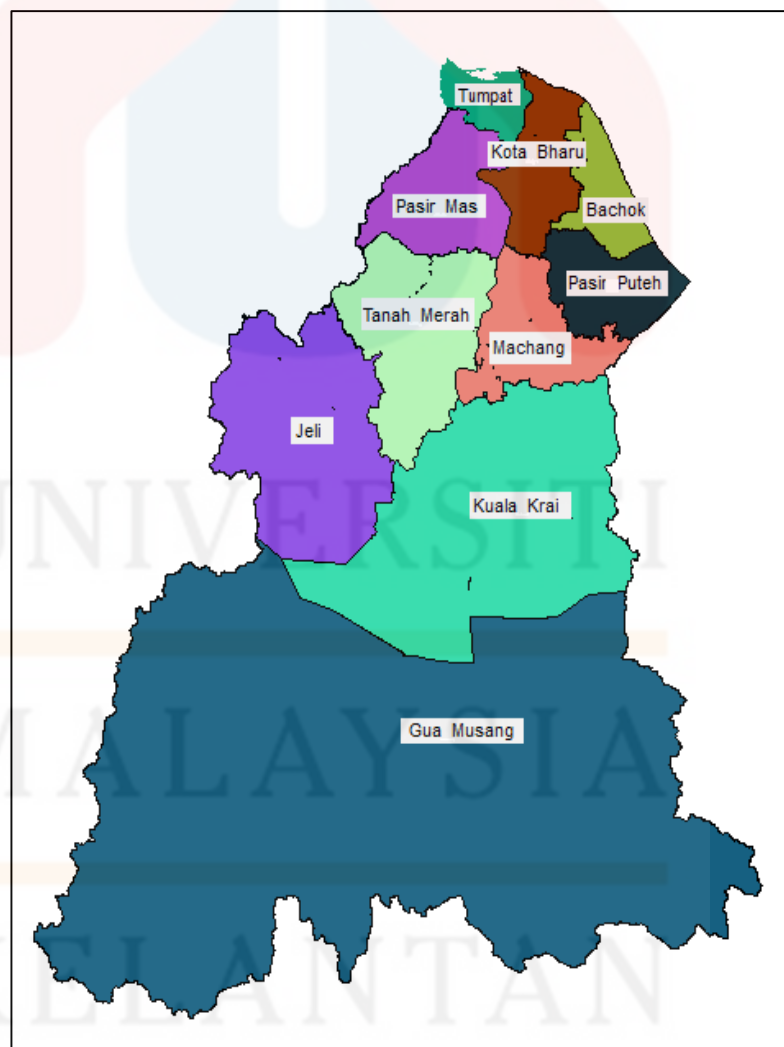 Tumpat
Kota Bharu
Pasir Mas
Bachok
Pasir Puteh
Tanah Merah
Machang
Jeli
UNIVERSITI
Kuala Krai
MALAYSIA
Gua Musang
KELANTAN